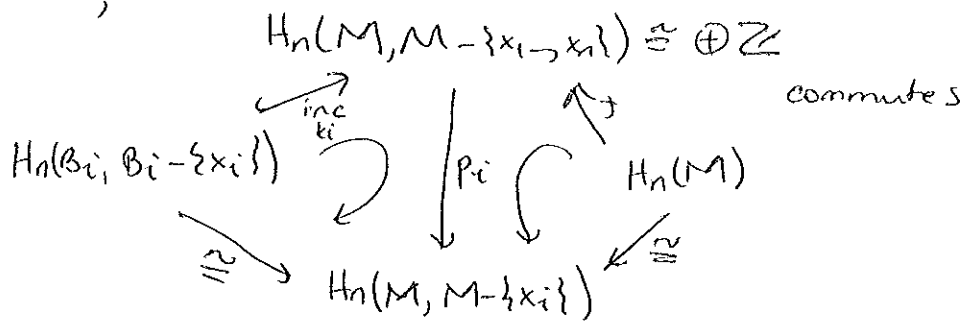 ,
Hn(M, M-{x1→, xn}) ≅ ⊕ ℤ
commutes
inc
ki
j
Hn(Bi, Bi-{xi})
pi
Hn(M)
≅
≅
Hn(M, M-{xi})